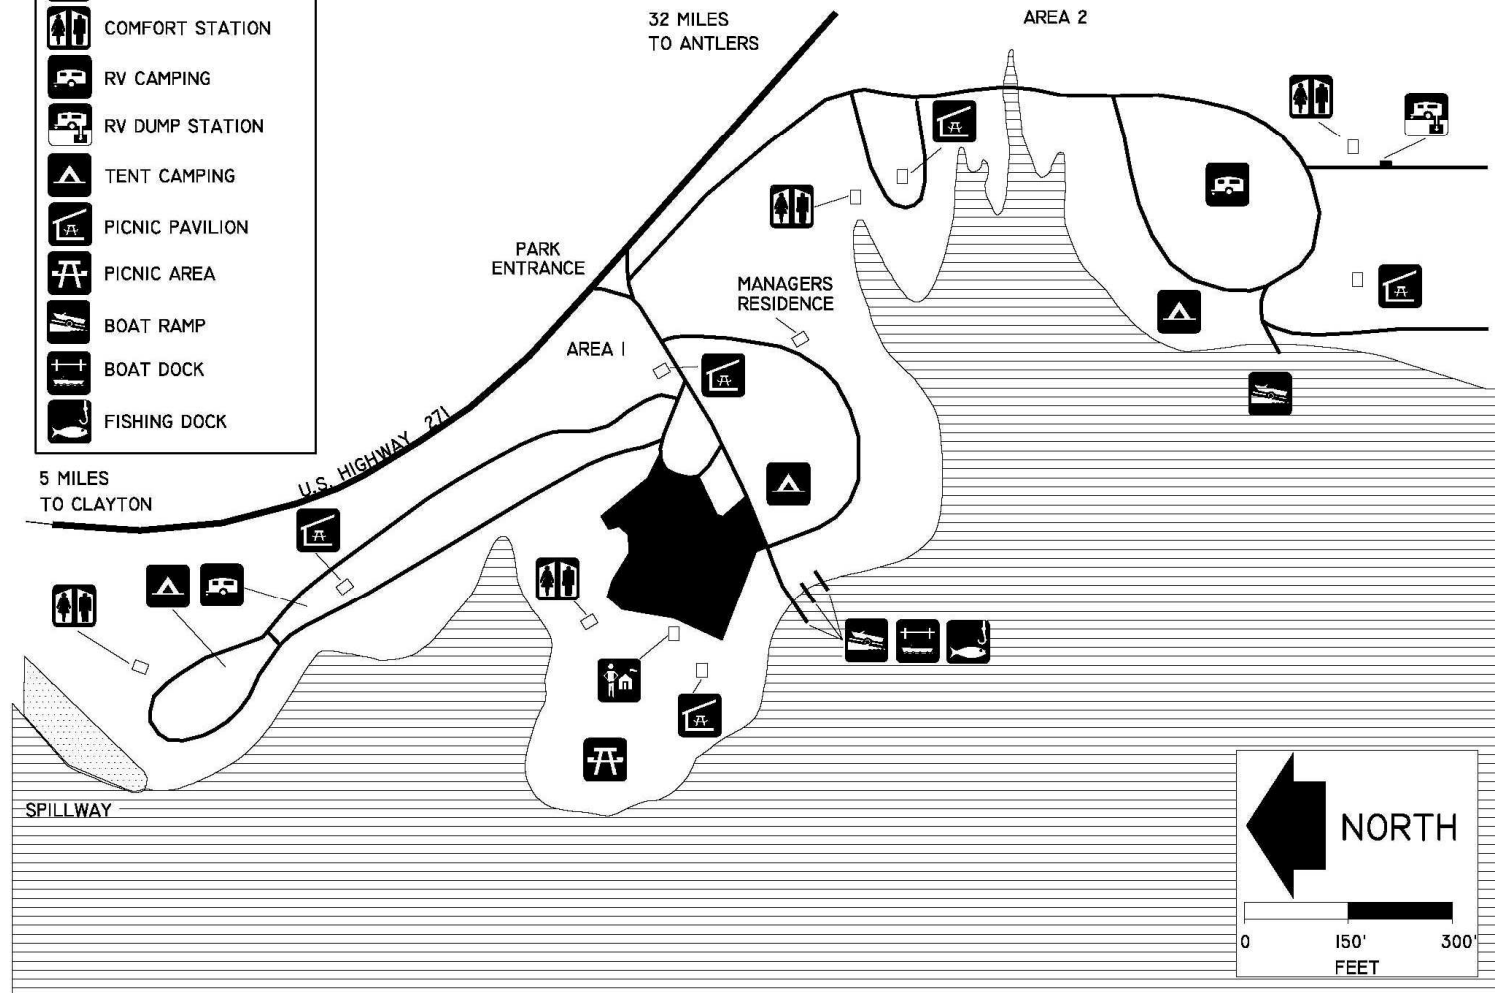 COMFORT STATION
RV CAMPING
RV DUMP STATION
TENT CAMPING
PICNIC PAVILION
PICNIC AREA
BOAT RAMP
BOAT DOCK
FISHING DOCK
32 MILES
TO ANTLERS
AREA 2
PARK
ENTRANCE
MANAGERS
RESIDENCE
AREA I
U.S. HIGHWAY 271
5 MILES
TO CLAYTON
SPILLWAY
NORTH
0 150' 300'
FEET